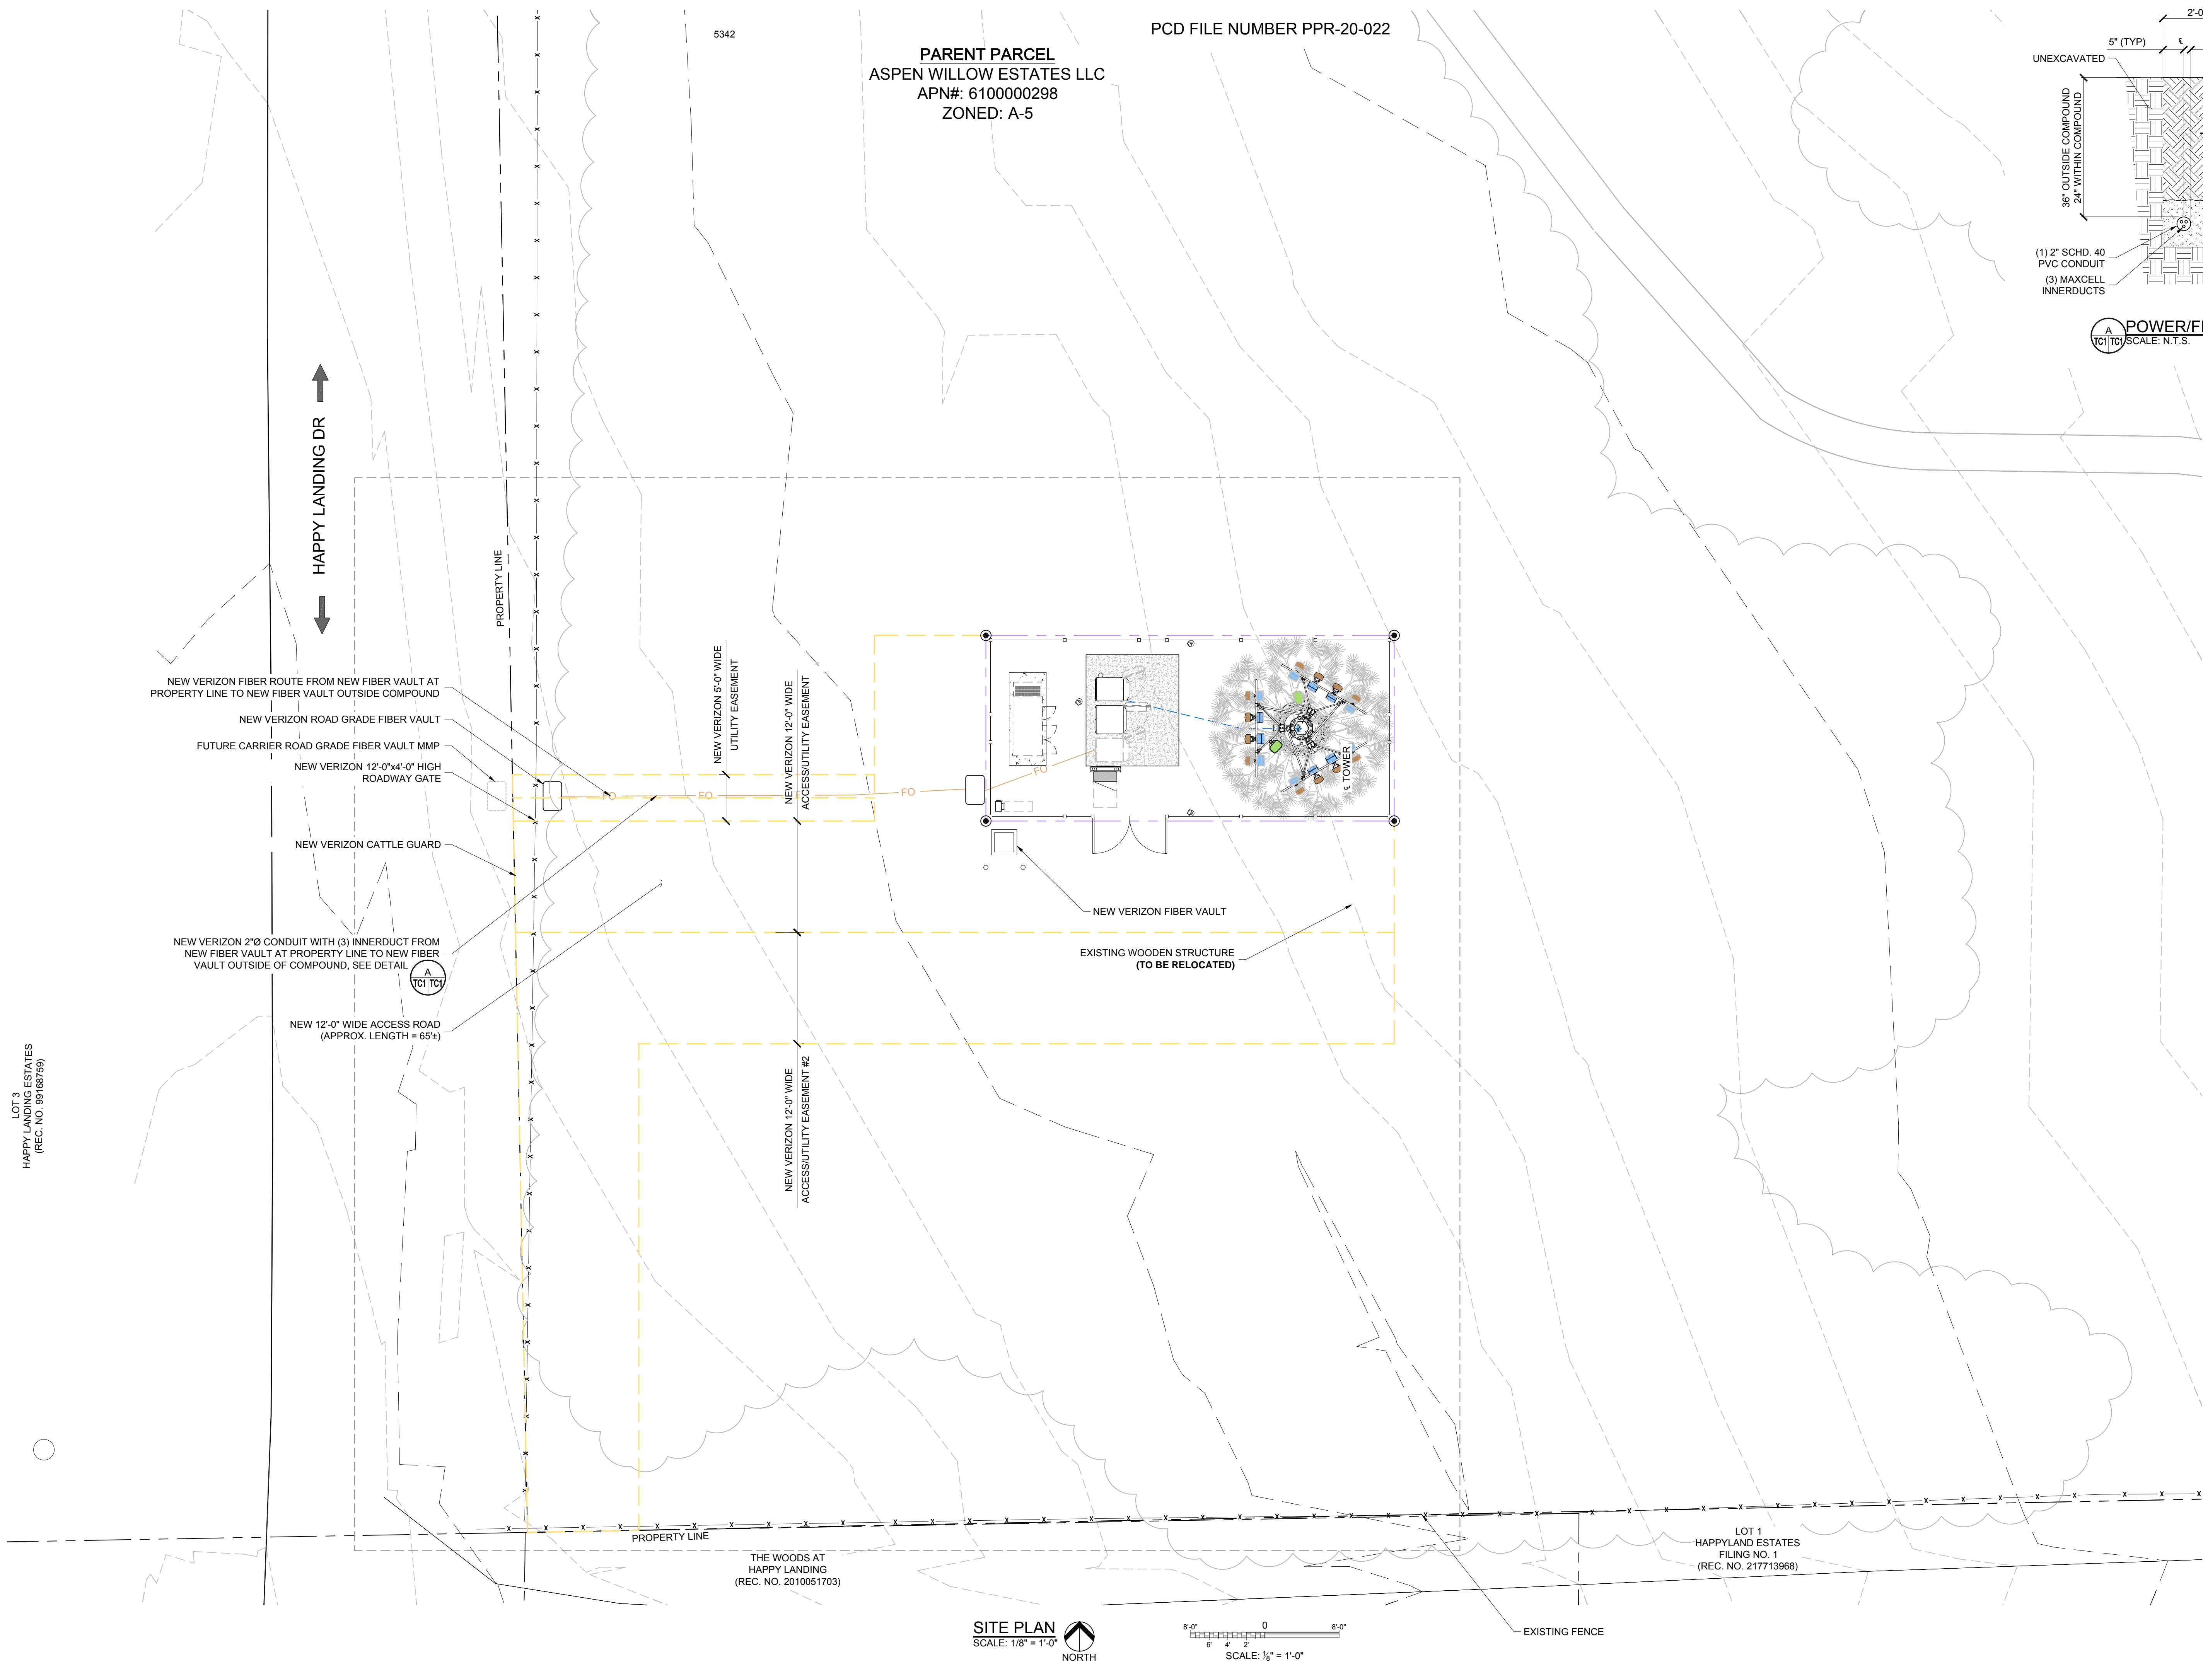 PCD FILE NUMBER PPR-20-022
5342
PARENT PARCEL
ASPEN WILLOW ESTATES LLC
APN#: 6100000298
ZONED: A-5
5" (TYP)
UNEXCAVATED
36" OUTSIDE COMPOUND
24" WITHIN COMPOUND
(1) 2" SCHD. 40
PVC CONDUIT
(3) MAXCELL
INNERDUCTS
A
TC1 TC1
SCALE: N.T.S.
HAPPY LANDING DR
PROPERTY LINE
NEW VERIZON FIBER ROUTE FROM NEW FIBER VAULT AT
PROPERTY LINE TO NEW FIBER VAULT OUTSIDE COMPOUND
NEW VERIZON ROAD GRADE FIBER VAULT
FUTURE CARRIER ROAD GRADE FIBER VAULT MMP
NEW VERIZON 12'-0"x4'-0" HIGH
ROADWAY GATE
NEW VERIZON CATTLE GUARD
NEW VERIZON 2"Ø CONDUIT WITH (3) INNERDUCT FROM
NEW FIBER VAULT AT PROPERTY LINE TO NEW FIBER
VAULT OUTSIDE OF COMPOUND, SEE DETAIL
A
TC1 TC1
NEW 12'-0" WIDE ACCESS ROAD
(APPROX. LENGTH = 65'±)
NEW VERIZON 5'-0" WIDE
UTILITY EASEMENT
NEW VERIZON 12'-0" WIDE
ACCESS/UTILITY EASEMENT
NEW VERIZON 12'-0" WIDE
ACCESS/UTILITY EASEMENT #2
FO
FO
FO
FO
℄ TOWER
NEW VERIZON FIBER VAULT
EXISTING WOODEN STRUCTURE
(TO BE RELOCATED)
LOT 3
HAPPY LANDING ESTATES
(REC. NO. 99168759)
PROPERTY LINE
THE WOODS AT
HAPPY LANDING
(REC. NO. 2010051703)
LOT 1
HAPPYLAND ESTATES
FILING NO. 1
(REC. NO. 217713968)
EXISTING FENCE
SITE PLAN
SCALE: 1/8" = 1'-0"
NORTH
8'-0" 0 8'-0"
6' 4' 2'
SCALE: ⅛" = 1'-0"